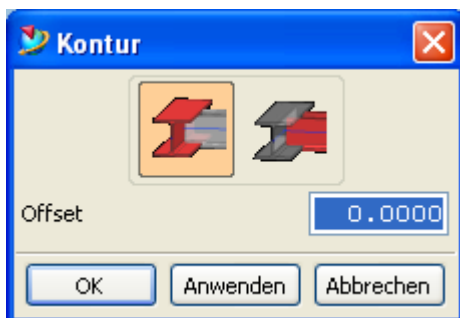 Kontur
Offset 0.0000
OK Anwenden Abbrechen